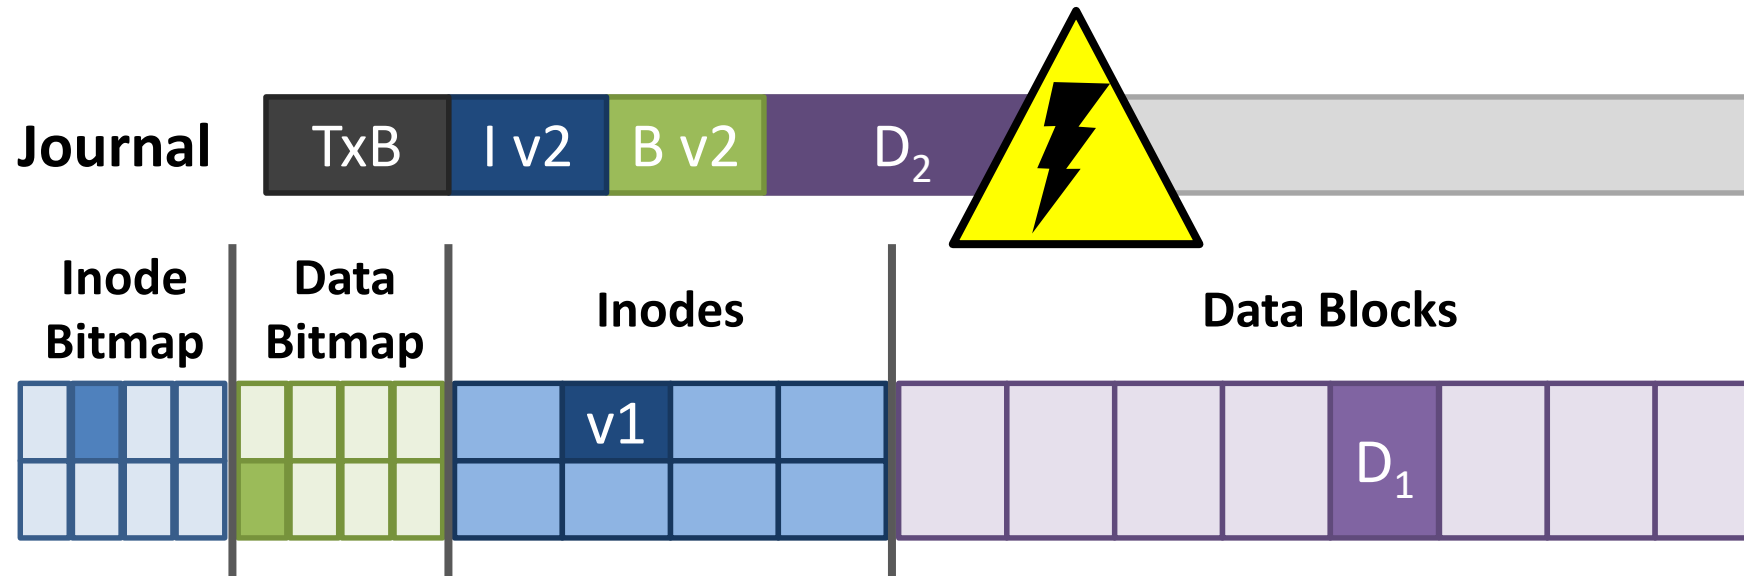 Journal
TxB
I v2
B v2
D₂
Inode
Bitmap
Data
Bitmap
Inodes
Data Blocks
v1
D₁